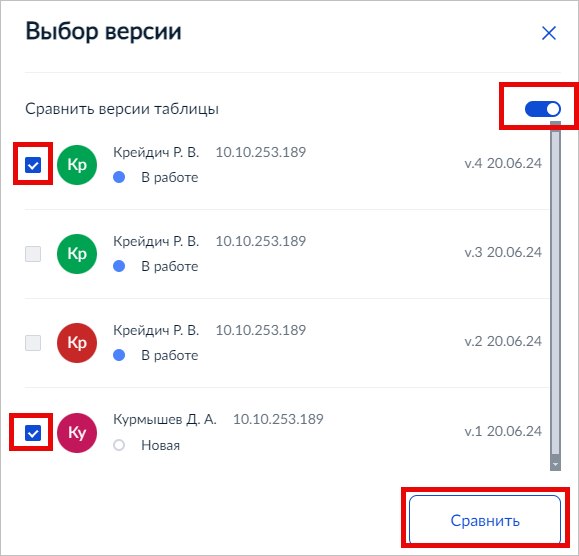 Выбор версии
Сравнить версии таблицы
Кр Крейдич Р. В. 10.10.253.189 v.4 20.06.24
В работе
Кр Крейдич Р. В. 10.10.253.189 v.3 20.06.24
В работе
Кр Крейдич Р. В. 10.10.253.189 v.2 20.06.24
В работе
Ку Курмышев Д. А. 10.10.253.189 v.1 20.06.24
Новая
Сравнить